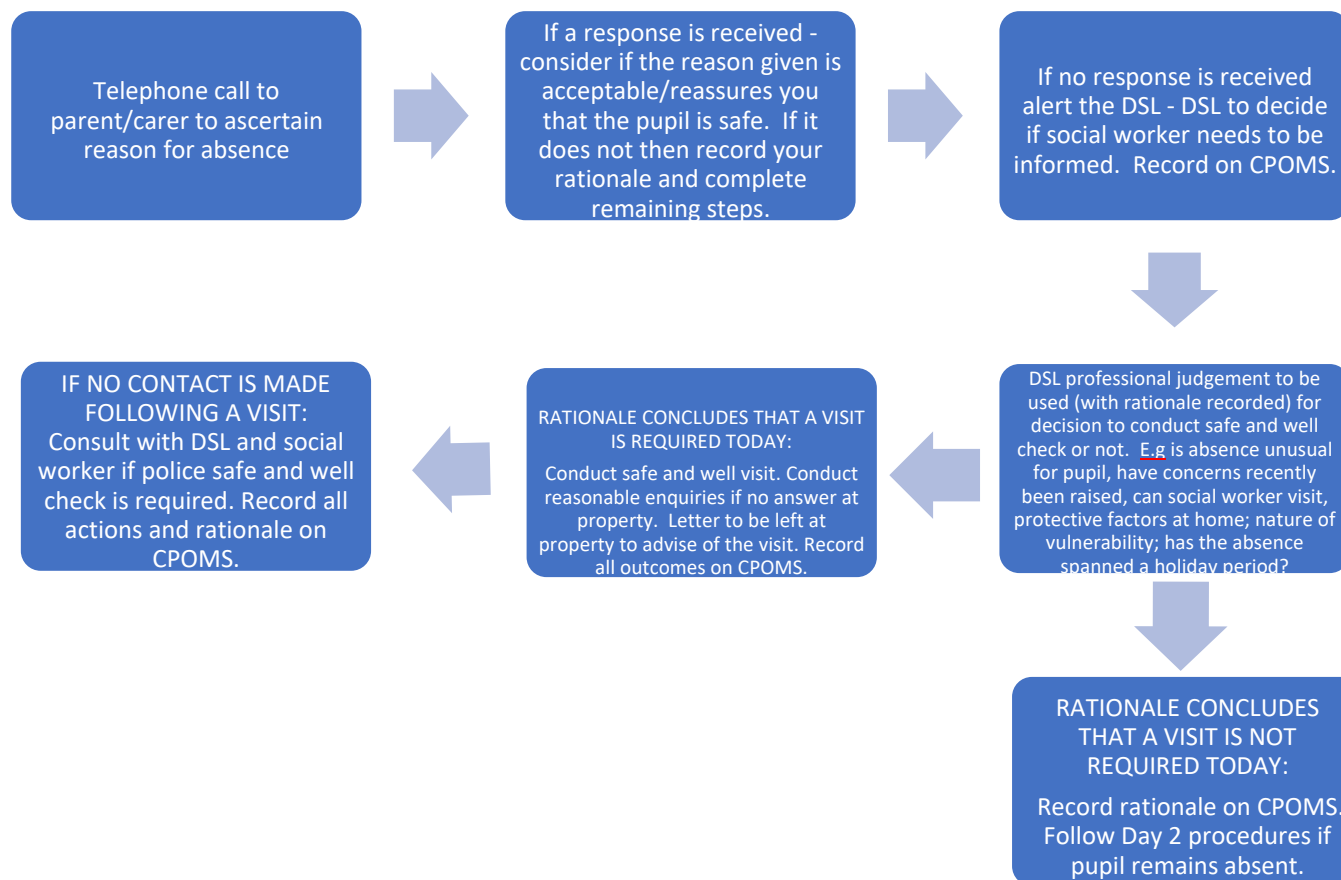 Telephone call to
parent/carer to ascertain
reason for absence
If a response is received -
consider if the reason given is
acceptable/reassures you
that the pupil is safe.  If it
does not then record your
rationale and complete
remaining steps.
If no response is received
alert the DSL - DSL to decide
if social worker needs to be
informed.  Record on CPOMS.
DSL professional judgement to be
used (with rationale recorded) for
decision to conduct safe and well
check or not.  E.g is absence unusual
for pupil, have concerns recently
been raised, can social worker visit,
protective factors at home; nature of
vulnerability; has the absence
spanned a holiday period?
RATIONALE CONCLUDES THAT A VISIT
IS REQUIRED TODAY:
Conduct safe and well visit. Conduct
reasonable enquiries if no answer at
property.  Letter to be left at
property to advise of the visit. Record
all outcomes on CPOMS.
IF NO CONTACT IS MADE
FOLLOWING A VISIT:
Consult with DSL and social
worker if police safe and well
check is required. Record all
actions and rationale on
CPOMS.
RATIONALE CONCLUDES
THAT A VISIT IS NOT
REQUIRED TODAY:
Record rationale on CPOMS.
Follow Day 2 procedures if
pupil remains absent.